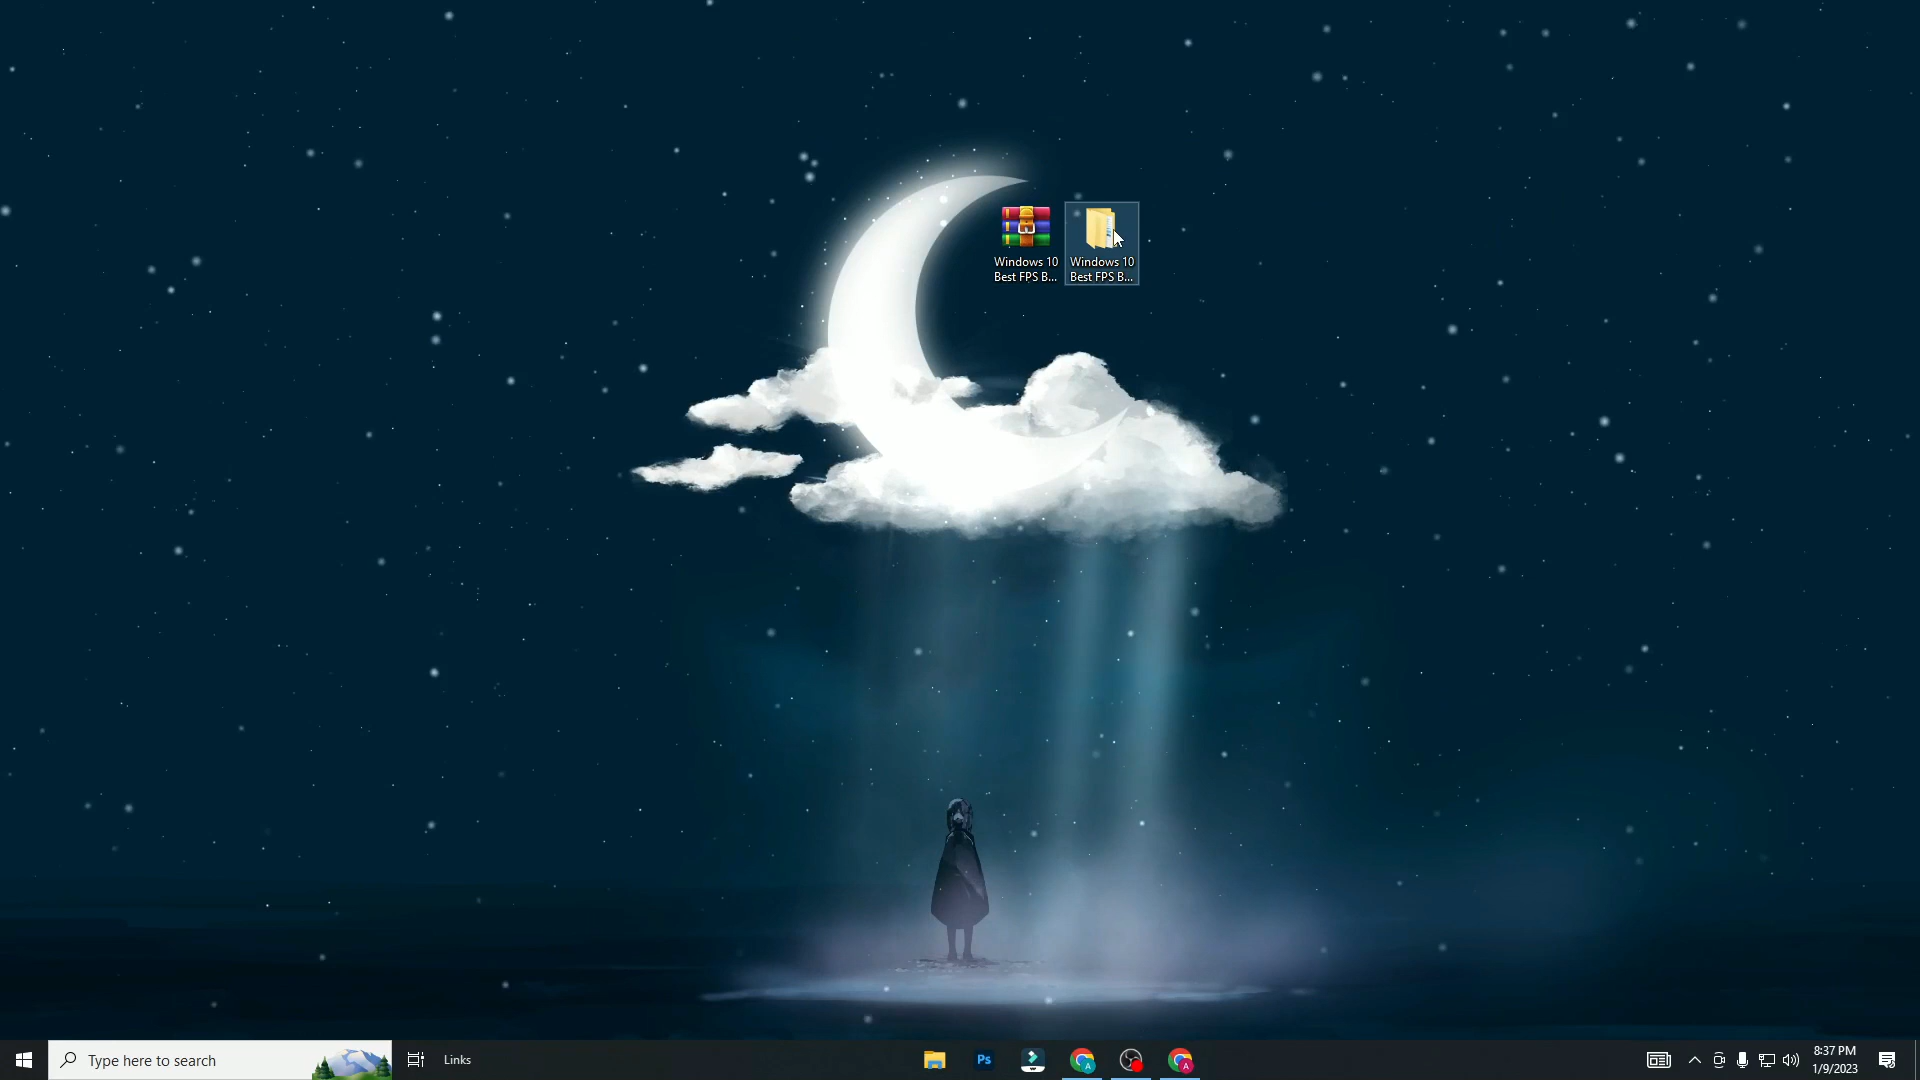 Windows 10
Best FPS B...
Windows 10
Best FPS B...
Type here to search
Links
Ps
A
A
8:37 PM
1/9/2023